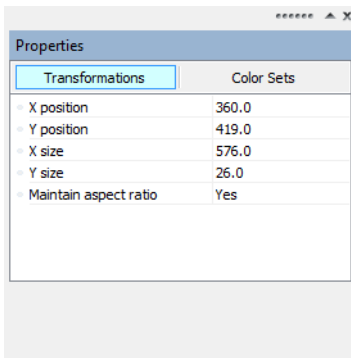 Properties
Transformations Color Sets
X position 360.0
Y position 419.0
X size 576.0
Y size 26.0
Maintain aspect ratio Yes